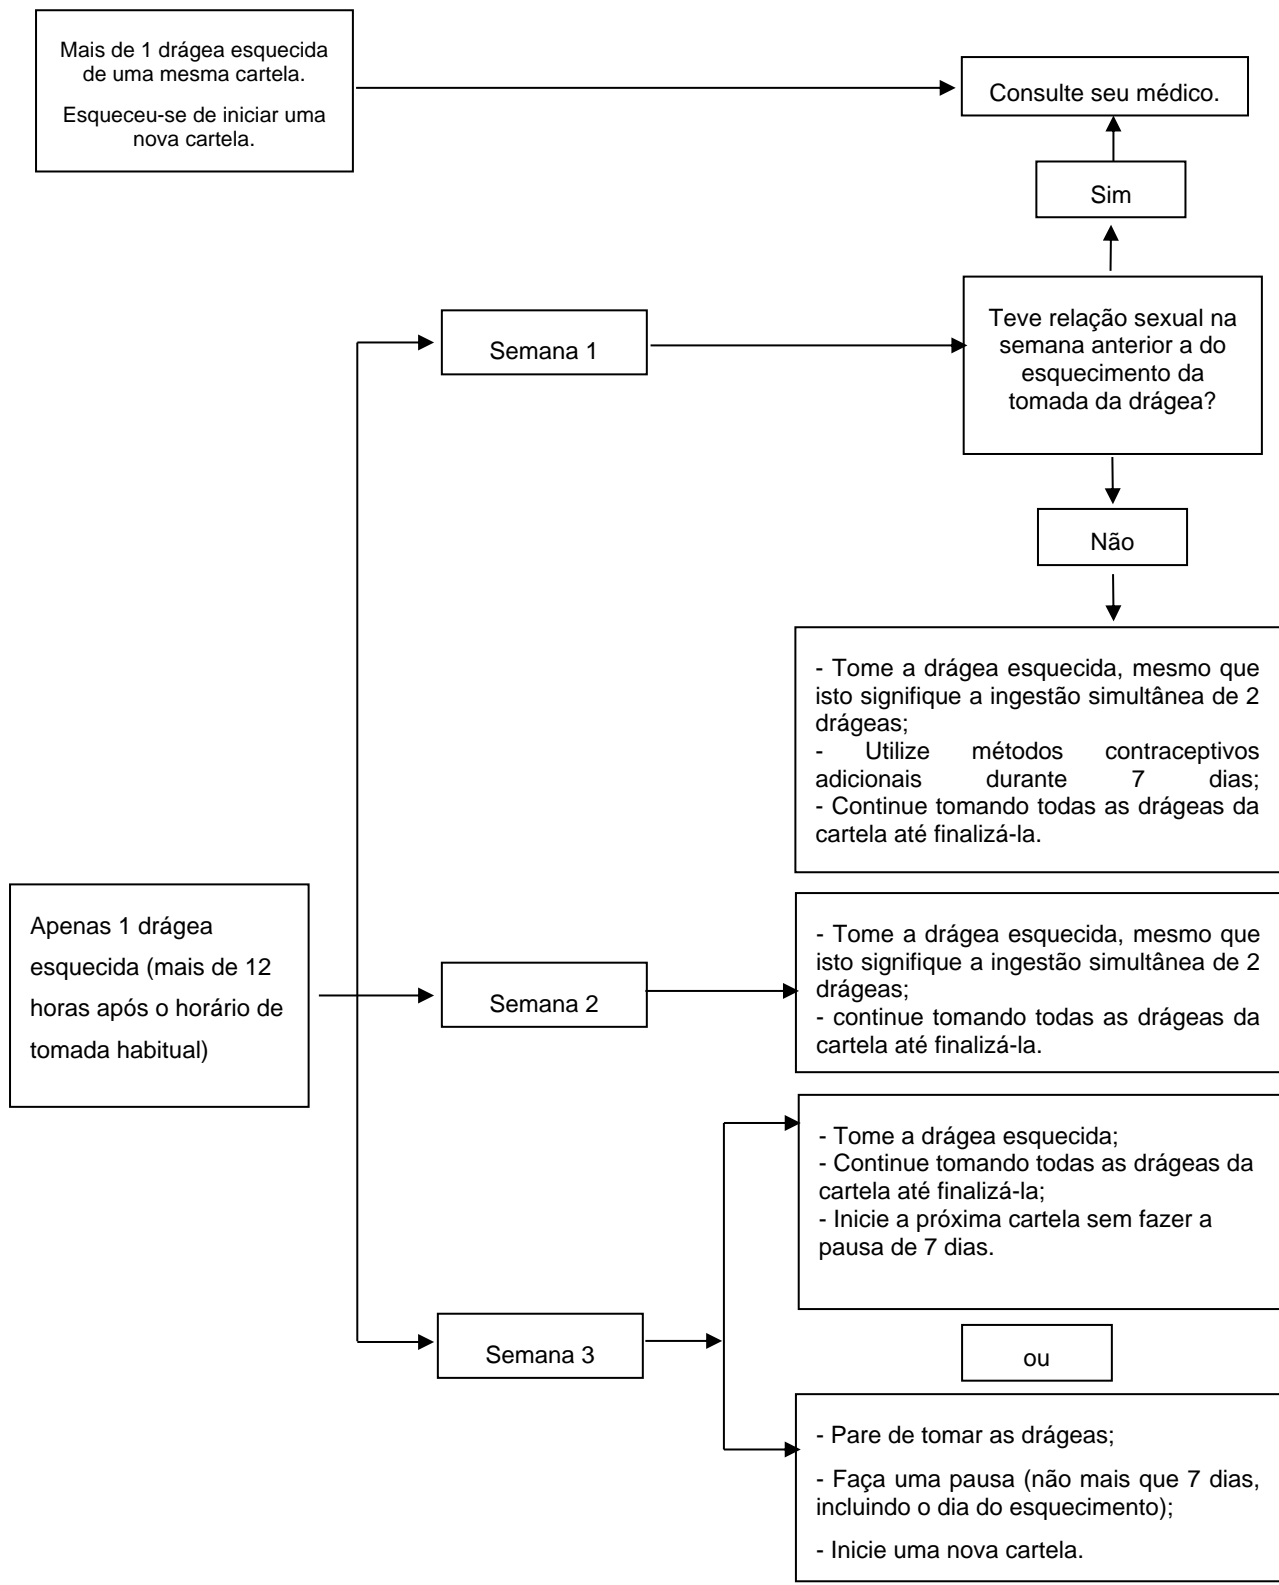 Mais de 1 drágea esquecida
de uma mesma cartela.
Esqueceu-se de iniciar uma
nova cartela.
Consulte seu médico.
Sim
Semana 1
Teve relação sexual na
semana anterior a do
esquecimento da
tomada da drágea?
Não
- Tome a drágea esquecida, mesmo que
isto signifique a ingestão simultânea de 2
drágeas;
- Utilize métodos contraceptivos
adicionais durante 7 dias;
- Continue tomando todas as drágeas da
cartela até finalizá-la.
Apenas 1 drágea
esquecida (mais de 12
horas após o horário de
tomada habitual)
Semana 2
- Tome a drágea esquecida, mesmo que
isto signifique a ingestão simultânea de 2
drágeas;
- continue tomando todas as drágeas da
cartela até finalizá-la.
Semana 3
- Tome a drágea esquecida;
- Continue tomando todas as drágeas da
cartela até finalizá-la;
- Inicie a próxima cartela sem fazer a
pausa de 7 dias.
ou
- Pare de tomar as drágeas;
- Faça uma pausa (não mais que 7 dias,
incluindo o dia do esquecimento);
- Inicie uma nova cartela.